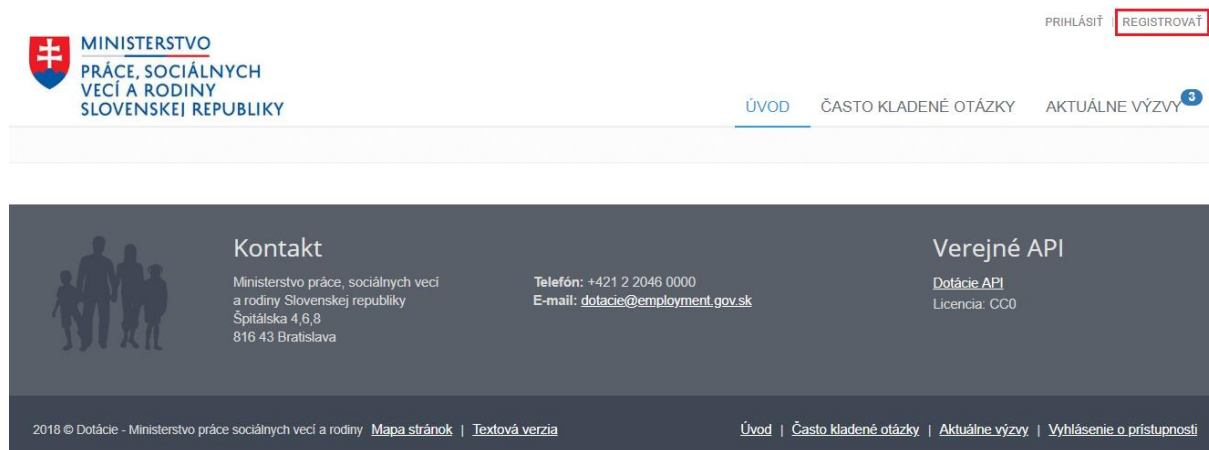 PRIHLÁSIŤ | REGISTROVAŤ
MINISTERSTVO
PRÁCE, SOCIÁLNYCH
VECÍ A RODINY
SLOVENSKEJ REPUBLIKY
ÚVOD ČASTO KLADENÉ OTÁZKY AKTUÁLNE VÝZVY 3
Kontakt
Ministerstvo práce, sociálnych vecí
a rodiny Slovenskej republiky
Špitálska 4,6,8
816 43 Bratislava
Telefón: +421 2 2046 0000
E-mail: dotacie@employment.gov.sk
Verejné API
Dotácie API
Licencia: CC0
2018 © Dotácie - Ministerstvo práce sociálnych vecí a rodiny Mapa stránok | Textová verzia
Úvod | Často kladené otázky | Aktuálne výzvy | Vyhlásenie o prístupnosti